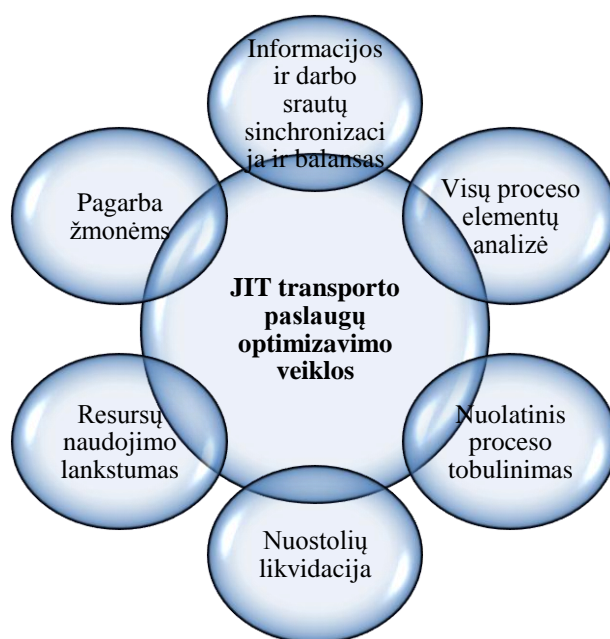 Informacijos
ir darbo
srautų
sinchronizaci
ja ir balansas
Visų proceso
elementų
analizė
Nuolatinis
proceso
tobulinimas
Nuostolių
likvidacija
Resursų
naudojimo
lankstumas
Pagarba
žmonėms
JIT transporto
paslaugų
optimizavimo
veiklos